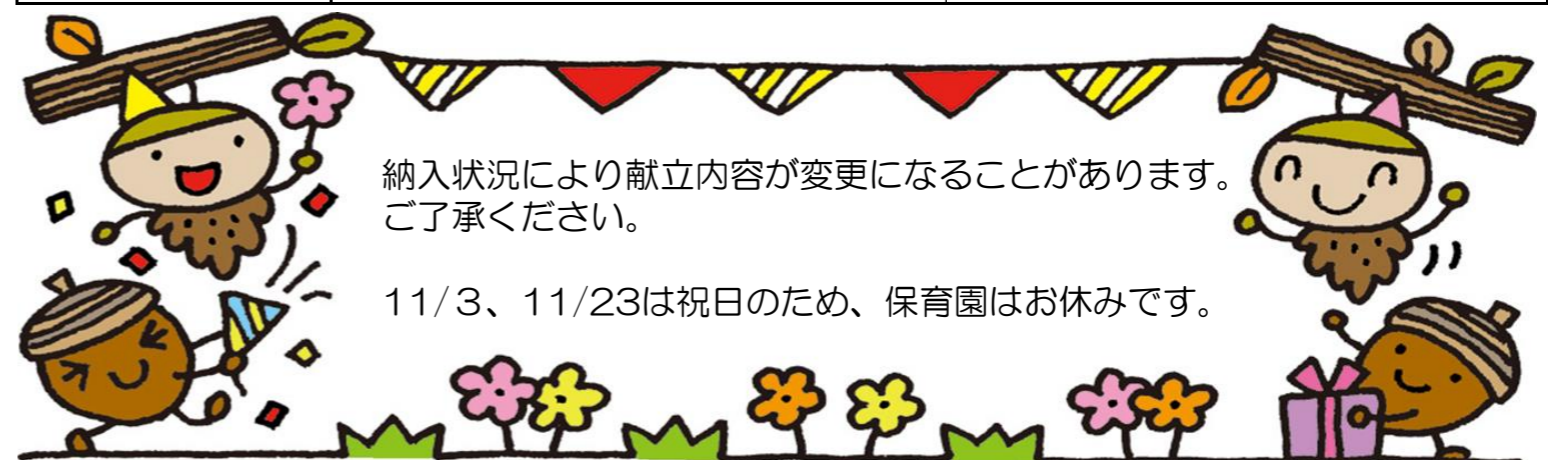 納入状況により献立内容が変更になることがあります。
ご了承ください。
11/3、11/23は祝日のため、保育園はお休みです。